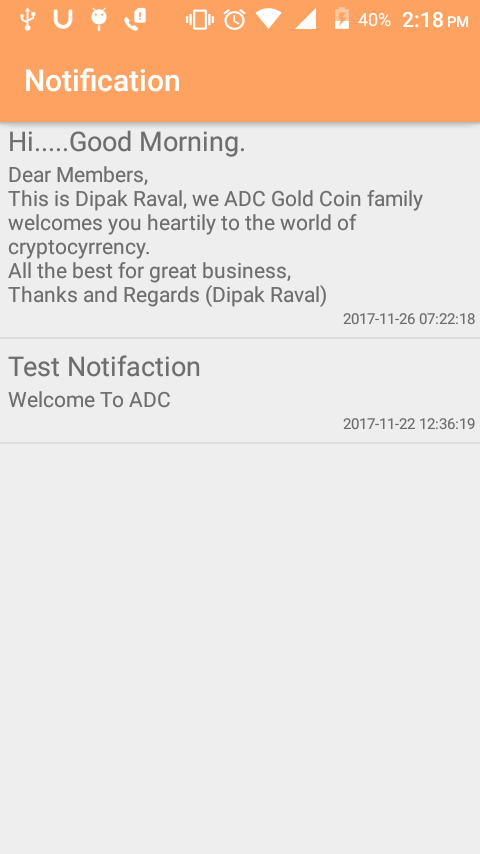 40% 2:18 PM
Notification
Hi.....Good Morning.
Dear Members,
This is Dipak Raval, we ADC Gold Coin family
welcomes you heartily to the world of
cryptocyrrency.
All the best for great business,
Thanks and Regards (Dipak Raval)
2017-11-26 07:22:18
Test Notifaction
Welcome To ADC
2017-11-22 12:36:19